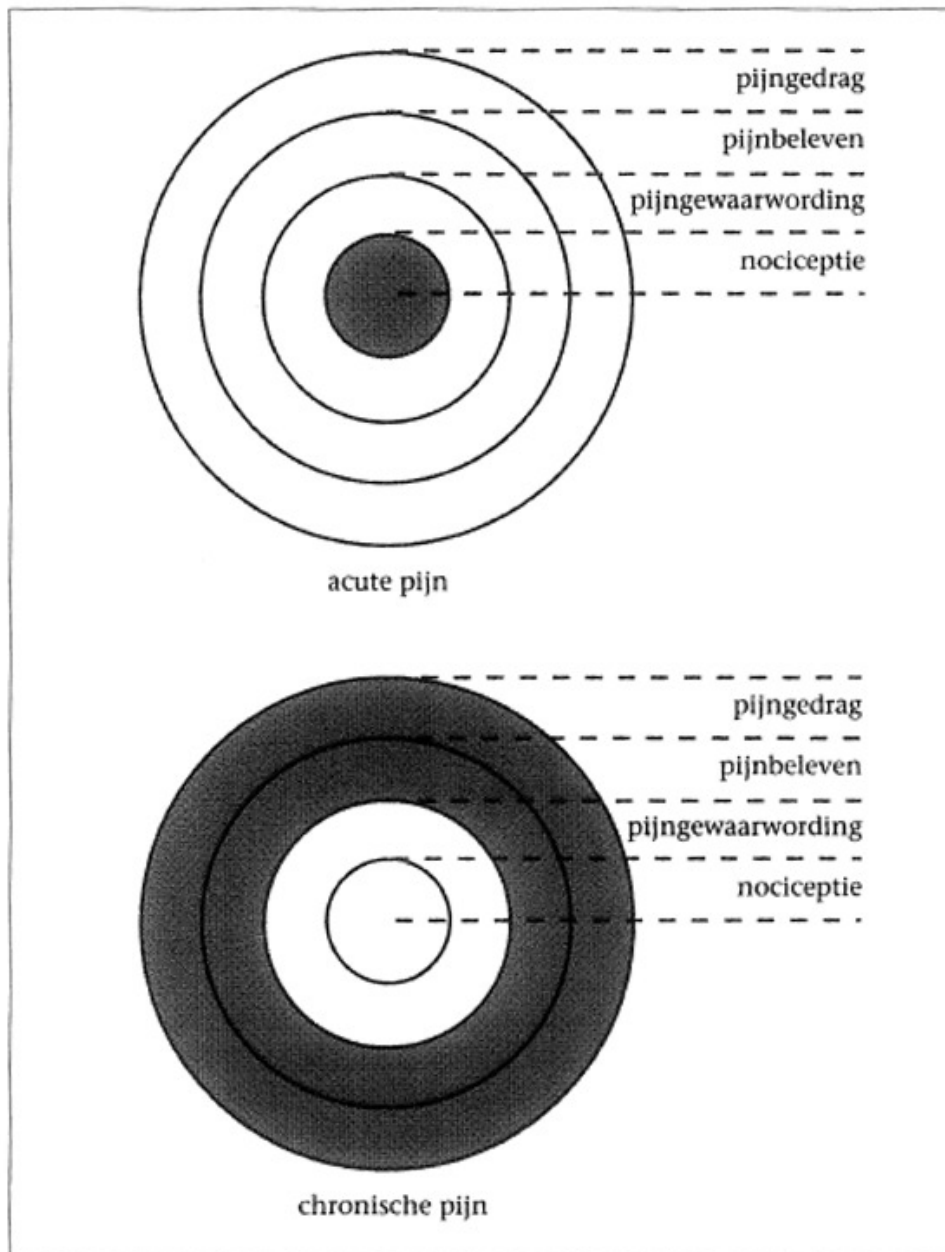 pijngedrag
pijnbeleven
pijngewaarwording
nociceptie
acute pijn
pijngedrag
pijnbeleven
pijngewaarwording
nociceptie
chronische pijn